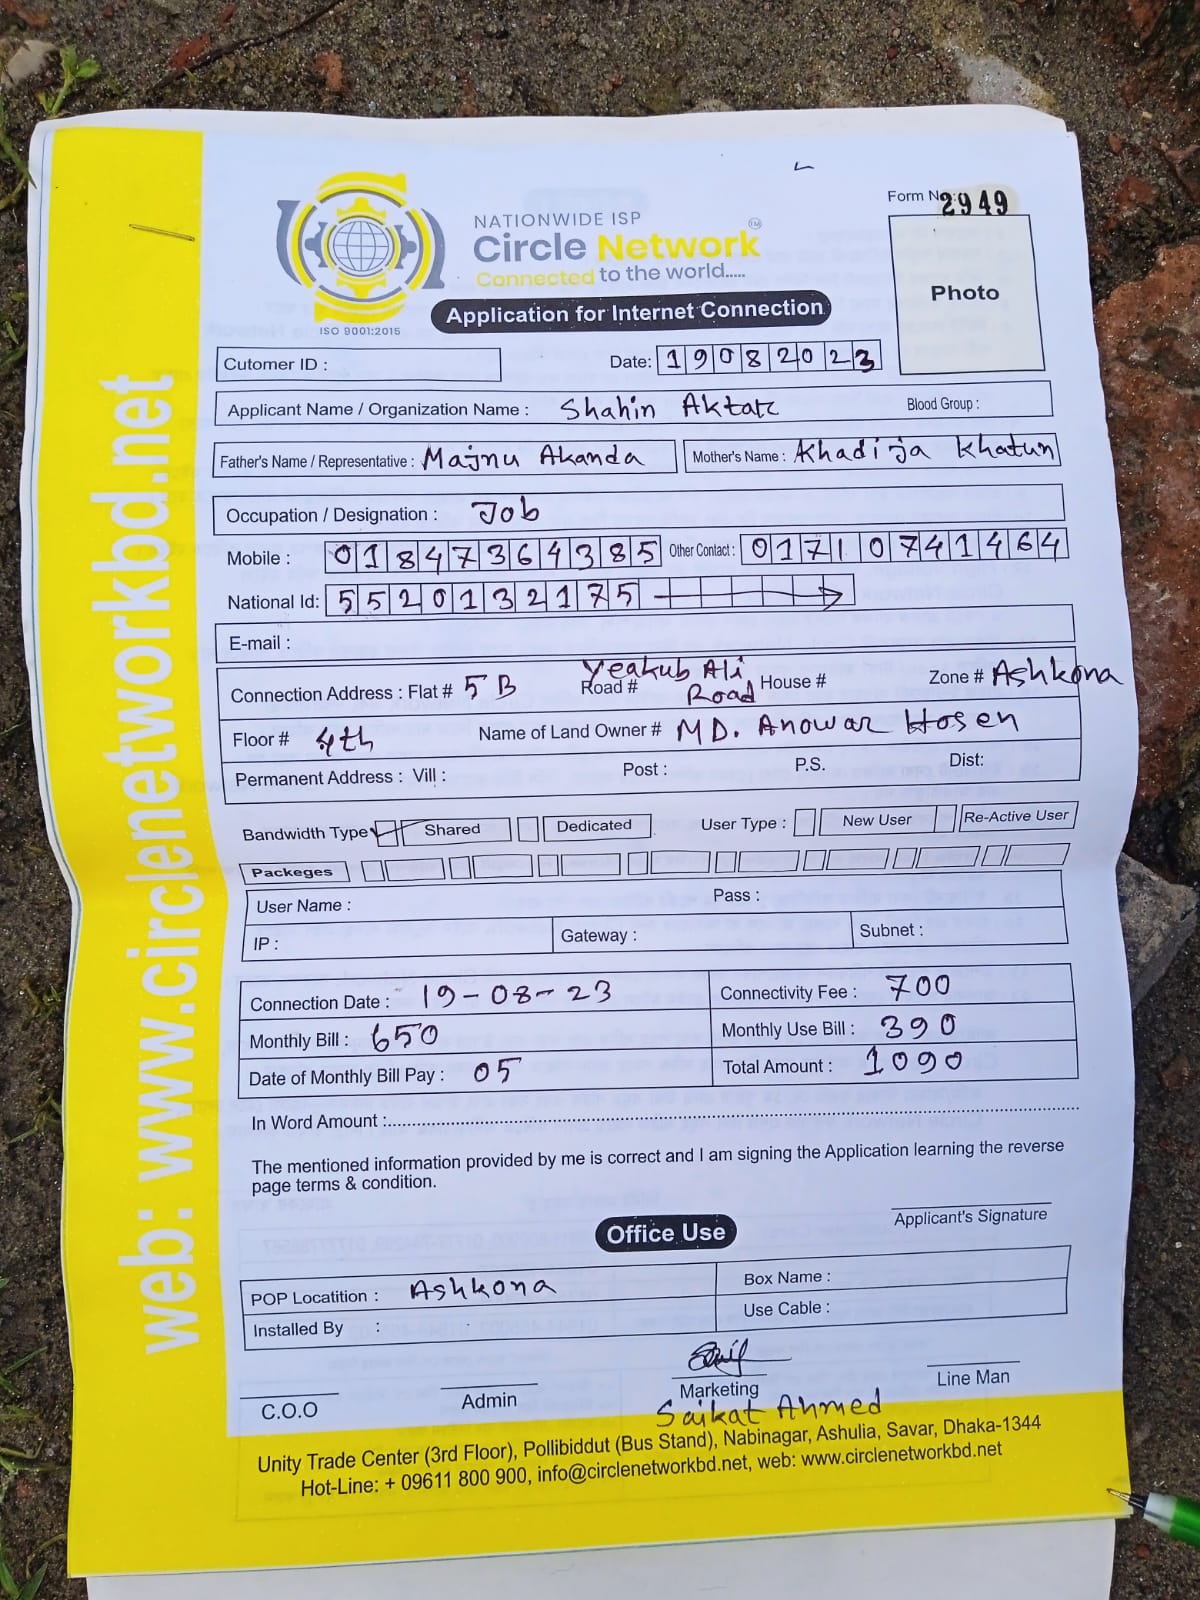 web: www.circlenetworkbd.net
Form No: 2949
NATIONWIDE ISP
Circle Network TM
Connected to the world.....
ISO 9001:2015
Application for Internet Connection
Photo
Cutomer ID :
Date: 19082023
Applicant Name / Organization Name : Shahin Aktar Blood Group :
Father's Name / Representative : Majnu Akanda Mother's Name : Khadija Khatun
Occupation / Designation : Job
Mobile : 01847364385 Other Contact : 01710741464
National Id: 5520132175
E-mail :
Connection Address : Flat # 5 B Road # Yeakub Ali Road House # Zone # Ashkona
Floor # 4th Name of Land Owner # MD. Anowar Hosen
Permanent Address : Vill : Post : P.S. Dist:
Bandwidth Type Shared Dedicated User Type : New User Re-Active User
Packeges
User Name : Pass :
IP : Gateway : Subnet :
Connection Date : 19-08-23 Connectivity Fee : 700
Monthly Bill : 650 Monthly Use Bill : 390
Date of Monthly Bill Pay : 05 Total Amount : 1090
In Word Amount :
The mentioned information provided by me is correct and I am signing the Application learning the reverse
page terms & condition.
Applicant's Signature
Office Use
POP Locatition : Ashkona Box Name :
Installed By : Use Cable :
C.O.O Admin Marketing Line Man
Saikat Ahmed
Unity Trade Center (3rd Floor), Pollibiddut (Bus Stand), Nabinagar, Ashulia, Savar, Dhaka-1344
Hot-Line: + 09611 800 900, info@circlenetworkbd.net, web: www.circlenetworkbd.net